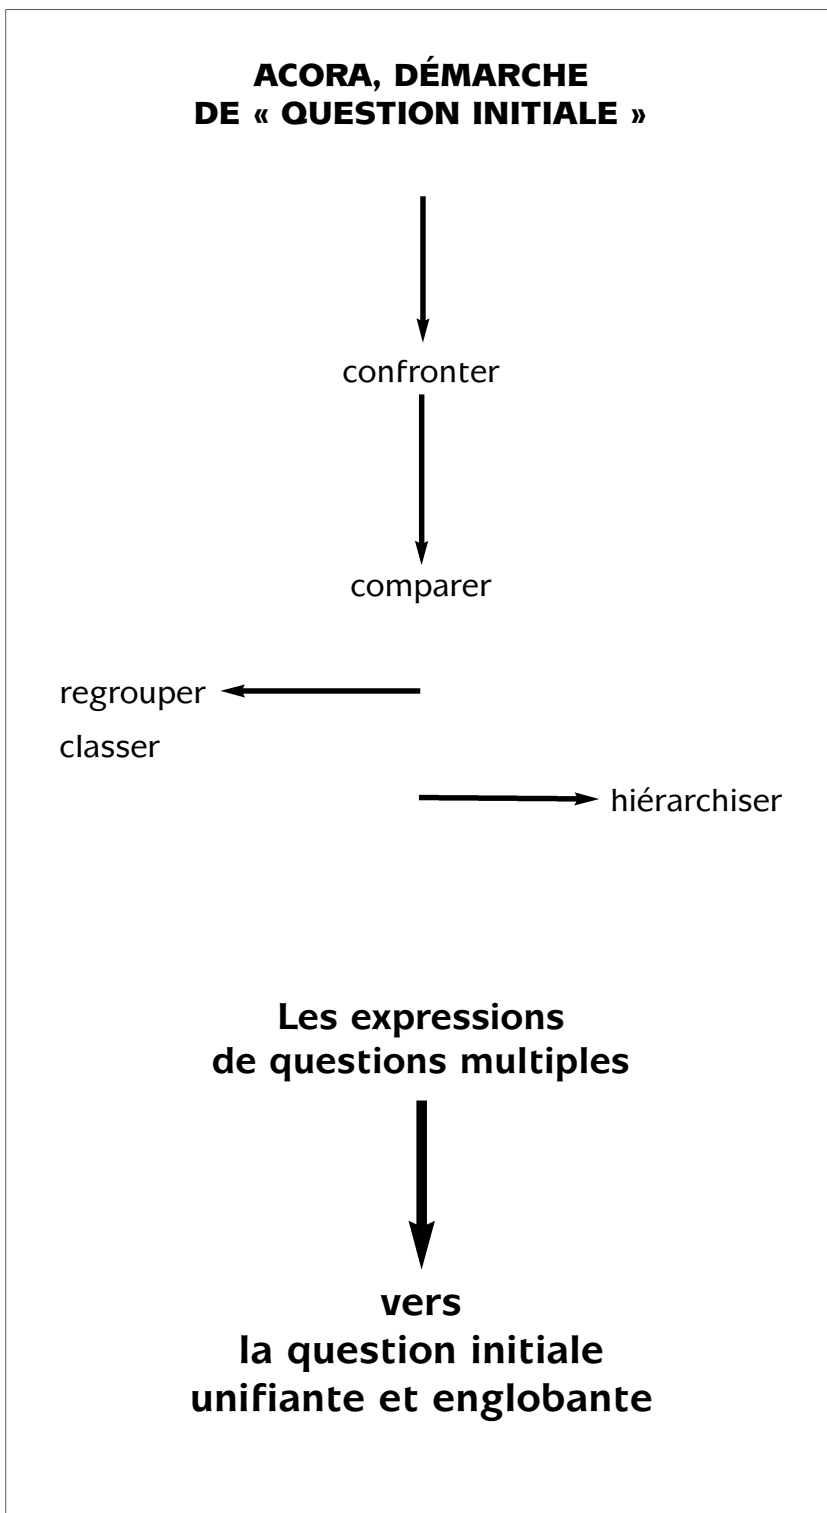 ACORA, DÉMARCHE
DE « QUESTION INITIALE »
confronter
comparer
regrouper
classer
hiérarchiser
Les expressions
de questions multiples
vers
la question initiale
unifiante et englobante